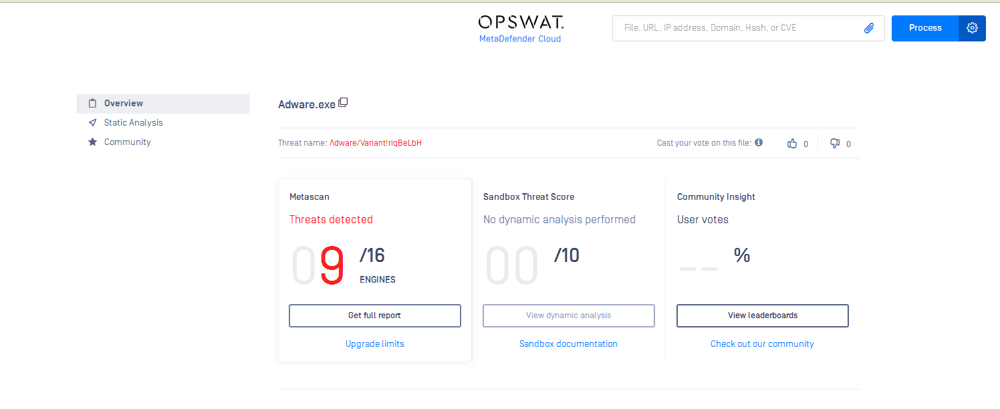 OPSWAT.
MetaDefender Cloud
File, URL, IP address, Domain, Hash, or CVE
Process
Overview
Static Analysis
Community
Adware.exe
Threat name: Adware/Variant!riqBeLbH
Cast your vote on this file:
0
0
Metascan
Threats detected
09 /16
ENGINES
Get full report
Upgrade limits
Sandbox Threat Score
No dynamic analysis performed
00 /10
View dynamic analysis
Sandbox documentation
Community Insight
User votes
-- %
View leaderboards
Check out our community